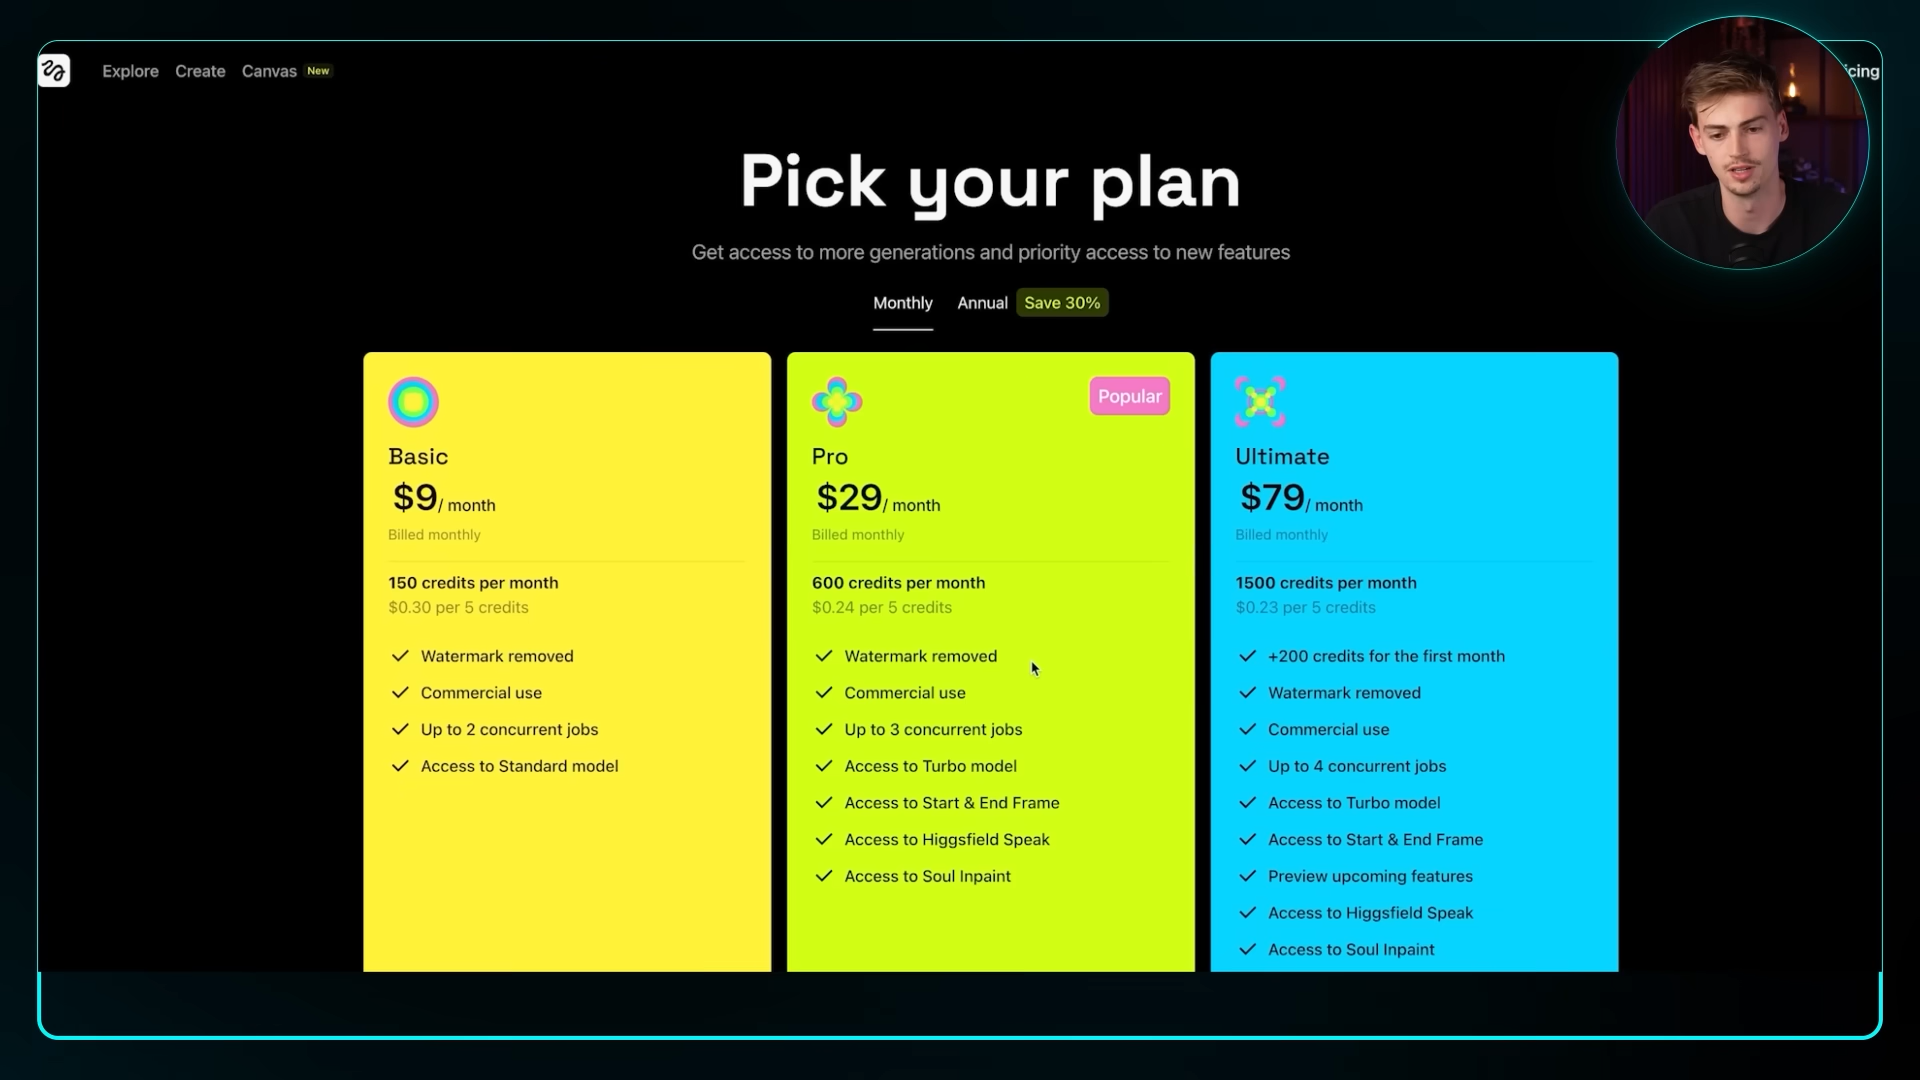 Explore Create Canvas New
icing
Pick your plan
Get access to more generations and priority access to new features
Monthly Annual Save 30%
Basic
$9/ month
Billed monthly
150 credits per month
$0.30 per 5 credits
Watermark removed
Commercial use
Up to 2 concurrent jobs
Access to Standard model
Popular
Pro
$29/ month
Billed monthly
600 credits per month
$0.24 per 5 credits
Watermark removed
Commercial use
Up to 3 concurrent jobs
Access to Turbo model
Access to Start & End Frame
Access to Higgsfield Speak
Access to Soul Inpaint
Ultimate
$79/ month
Billed monthly
1500 credits per month
$0.23 per 5 credits
+200 credits for the first month
Watermark removed
Commercial use
Up to 4 concurrent jobs
Access to Turbo model
Access to Start & End Frame
Preview upcoming features
Access to Higgsfield Speak
Access to Soul Inpaint